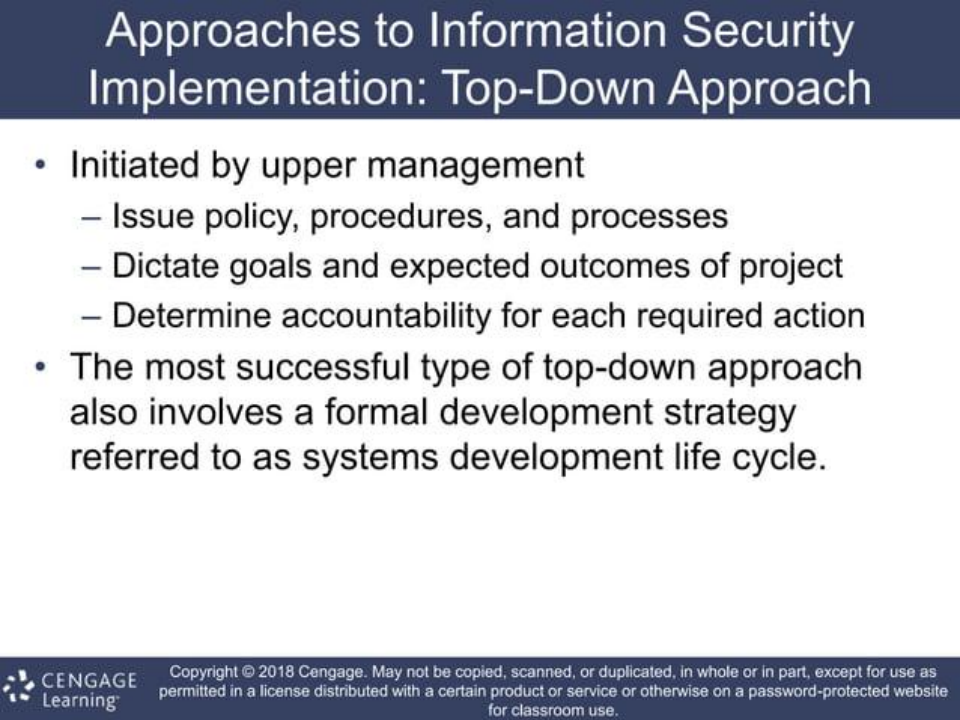 Approaches to Information Security
Implementation: Top-Down Approach
• Initiated by upper management
– Issue policy, procedures, and processes
– Dictate goals and expected outcomes of project
– Determine accountability for each required action
• The most successful type of top-down approach
also involves a formal development strategy
referred to as systems development life cycle.
CENGAGE
Learning
Copyright © 2018 Cengage. May not be copied, scanned, or duplicated, in whole or in part, except for use as
permitted in a license distributed with a certain product or service or otherwise on a password-protected website
for classroom use.